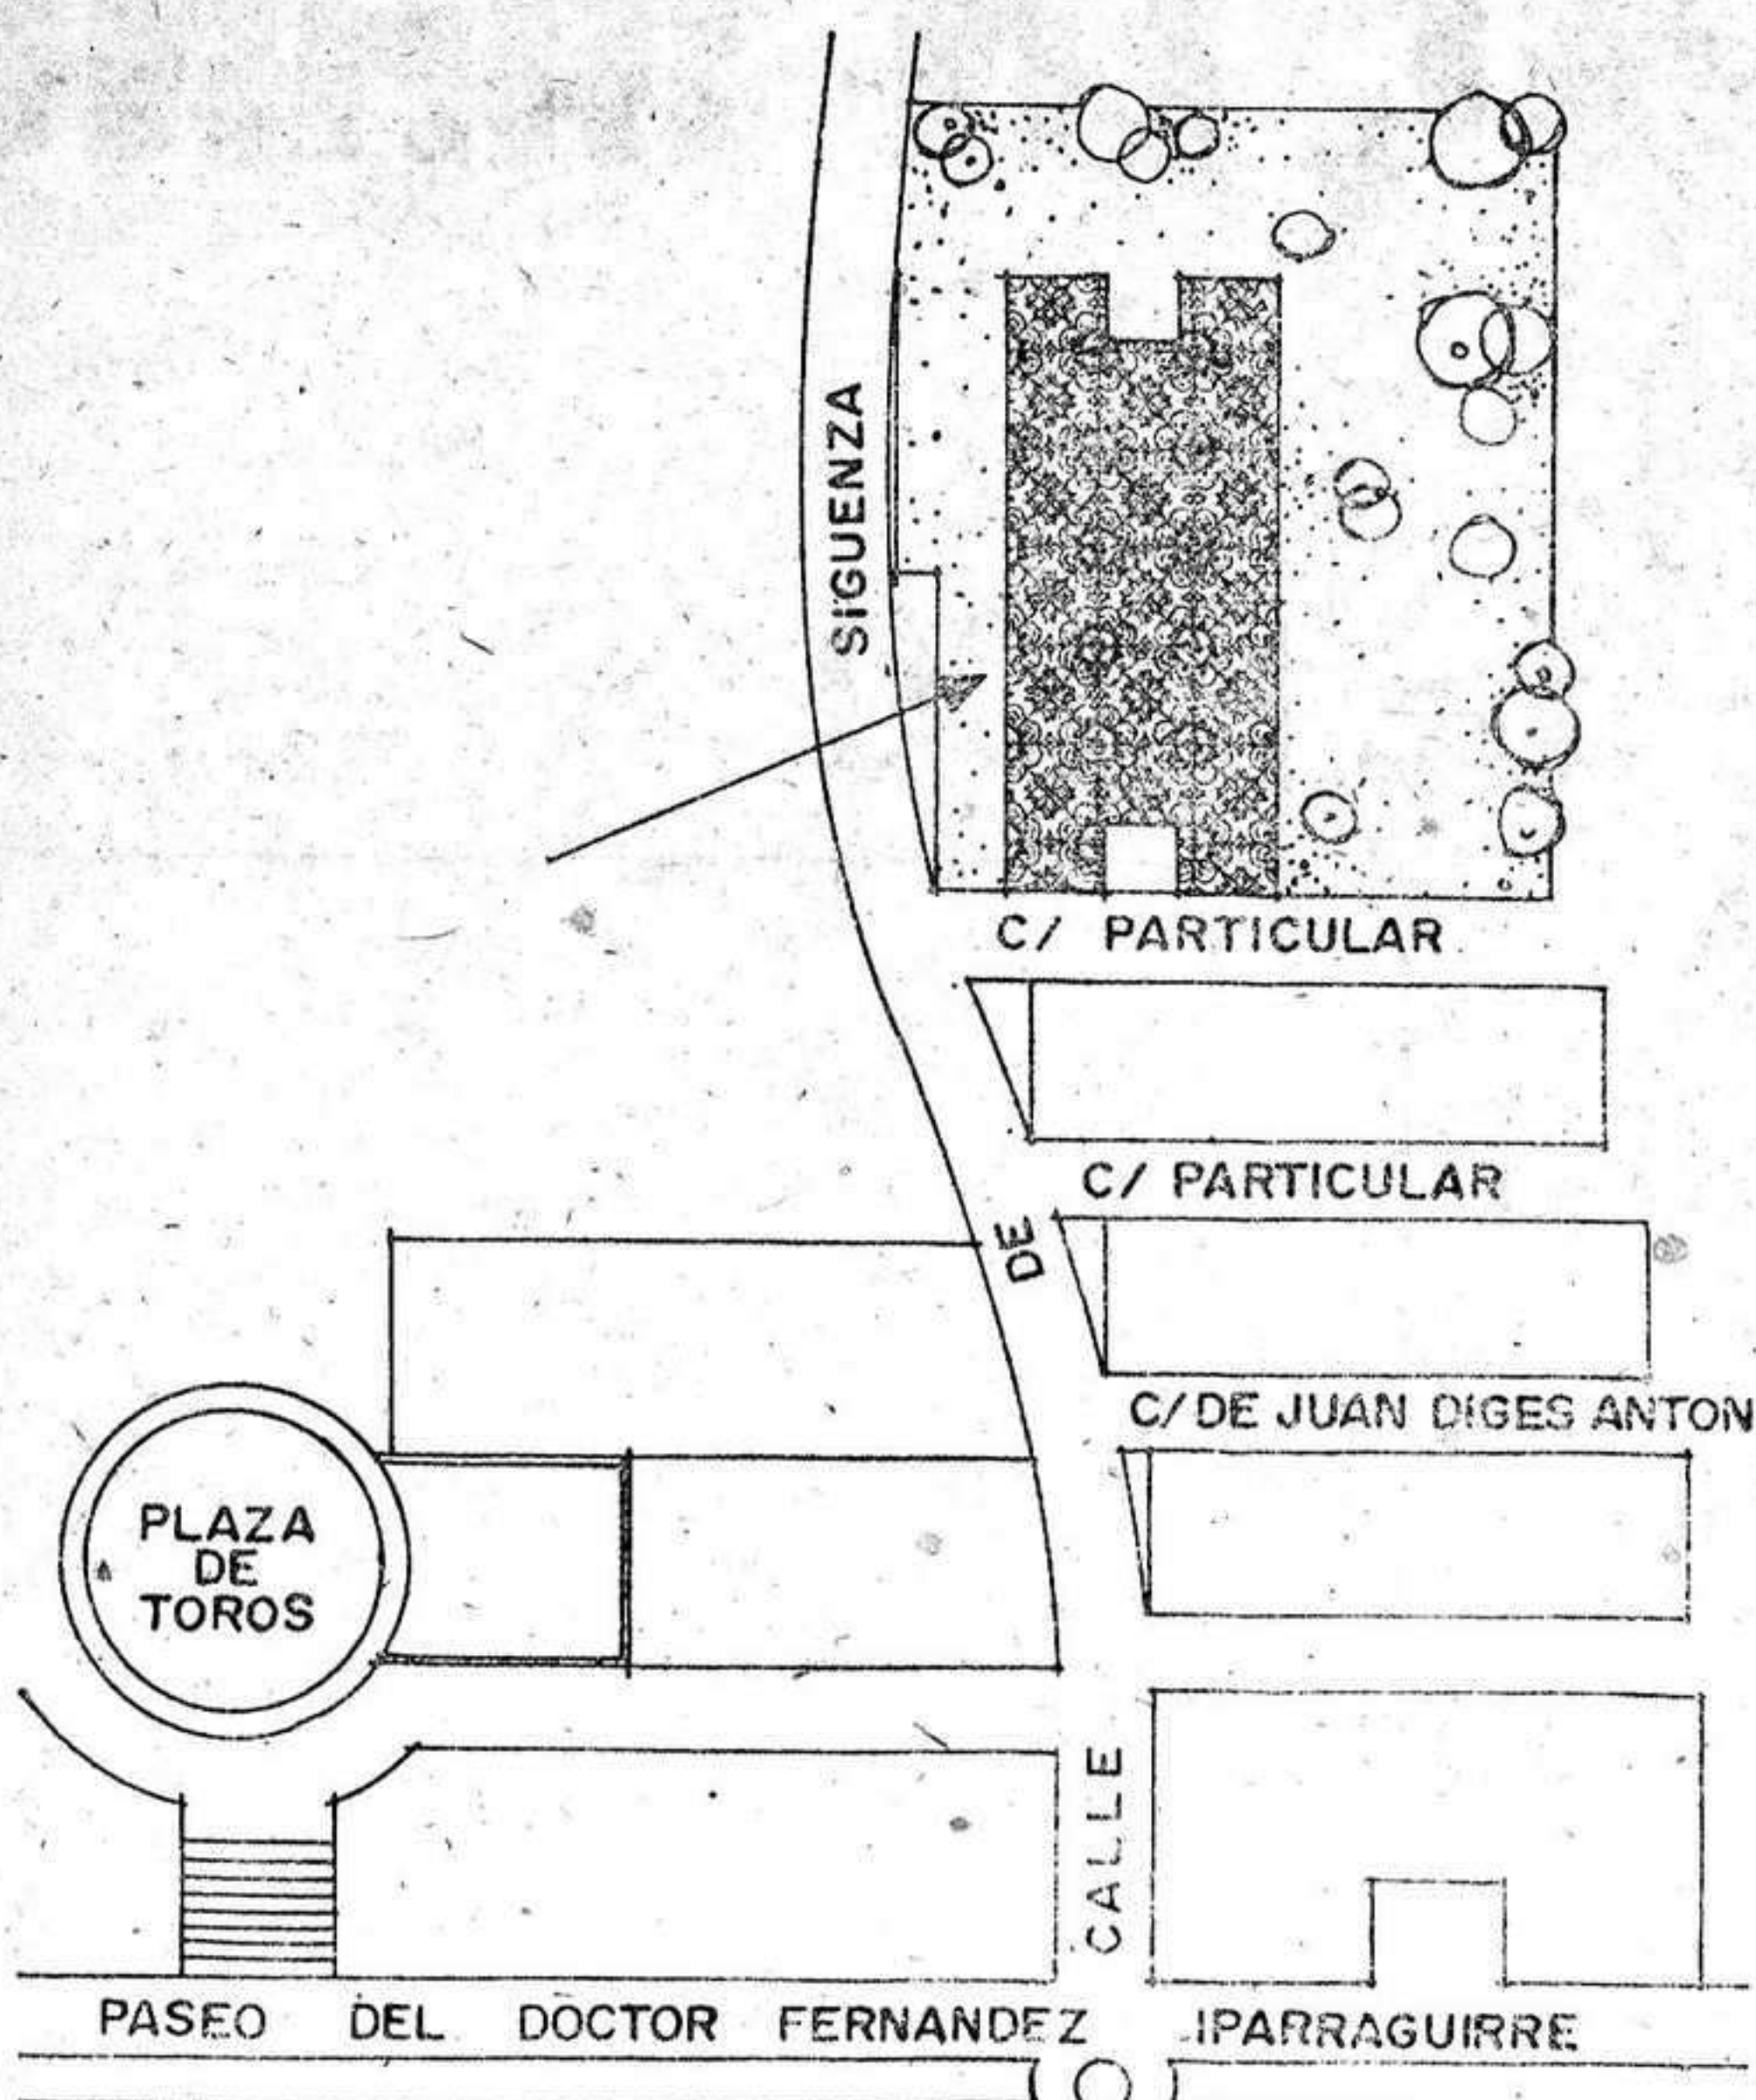 SIGUENZA
C/ PARTICULAR
C/ PARTICULAR
DE
C/DE JUAN DIGES ANTON
PLAZA
DE
TOROS
CALLE
PASEO DEL DOCTOR FERNANDEZ IPARRAGUIRRE